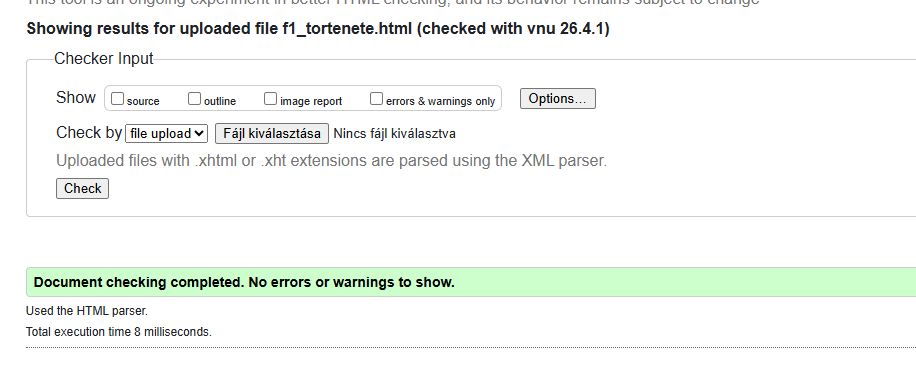 This tool is an ongoing experiment in better HTML checking, and its behavior remains subject to change
Showing results for uploaded file f1_tortenete.html (checked with vnu 26.4.1)
Checker Input
Show source outline image report errors & warnings only Options...
Check by file upload Fájl kiválasztása Nincs fájl kiválasztva
Uploaded files with .xhtml or .xht extensions are parsed using the XML parser.
Check
Document checking completed. No errors or warnings to show.
Used the HTML parser.
Total execution time 8 milliseconds.